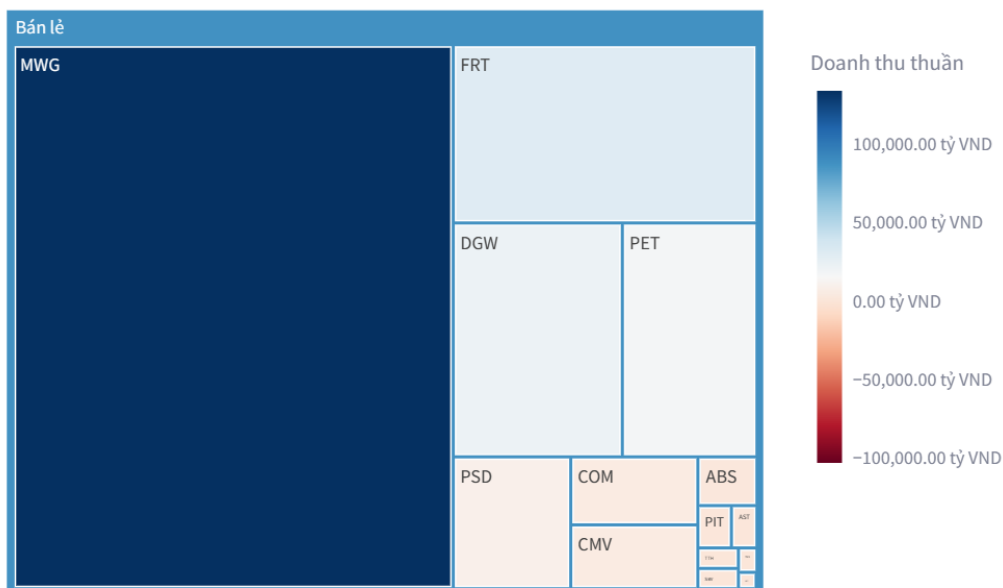 Bán lẻ
MWG
FRT
DGW
PET
PSD
COM
CMV
ABS
PIT
AST
Doanh thu thuần
100,000.00 tỷ VND
50,000.00 tỷ VND
0.00 tỷ VND
−50,000.00 tỷ VND
−100,000.00 tỷ VND